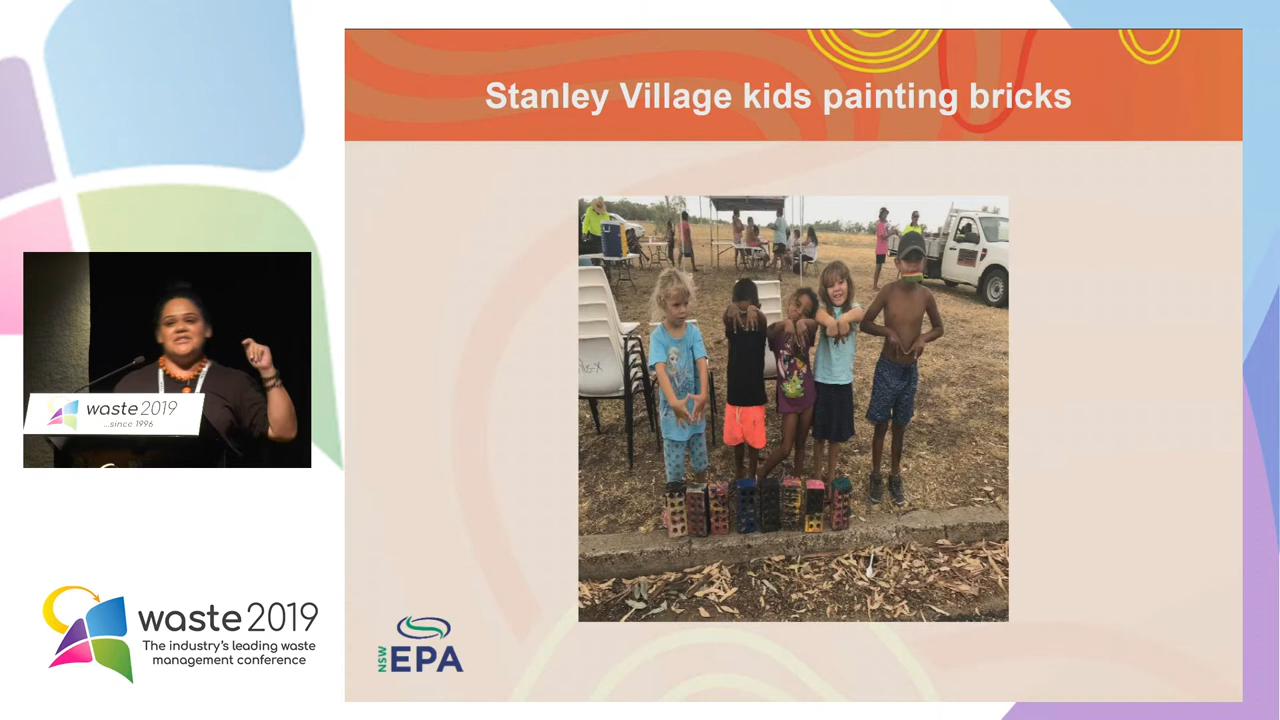 Stanley Village kids painting bricks
waste 2019
...since 1996
waste 2019
The industry's leading waste
management conference
NSW EPA